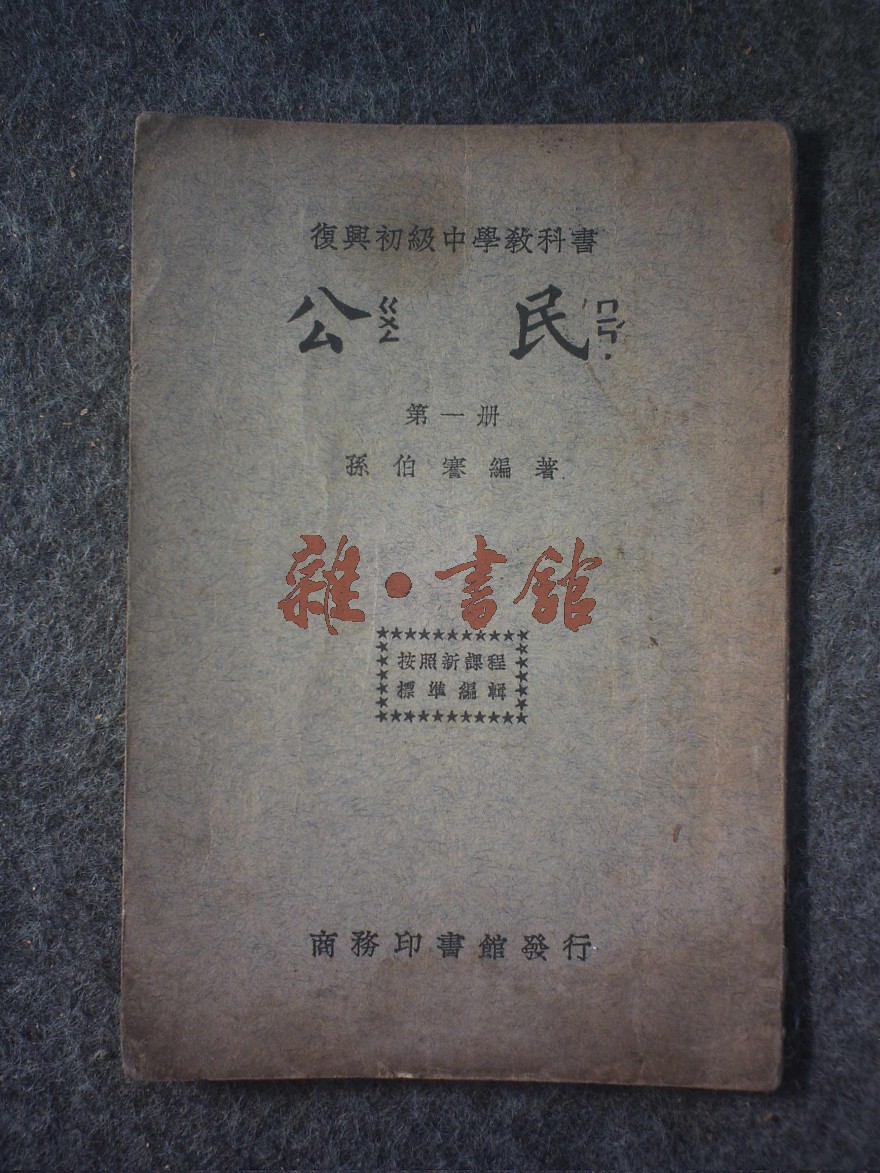 復興初級中學教科書
公ㄍㄨㄥ 民ㄇㄧㄣˊ
第一册
孫伯謇編著
雜·書館
按照新課程
標準編輯
商務印書館發行